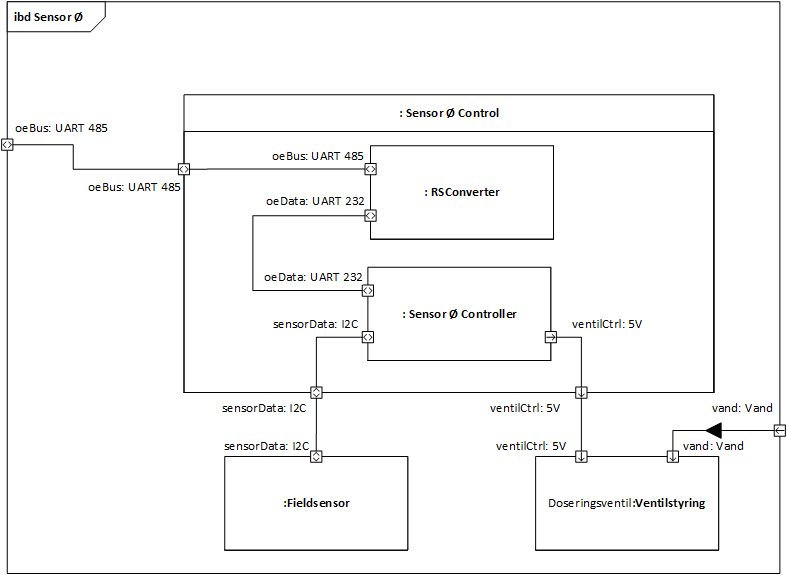 ibd Sensor Ø
: Sensor Ø Control
oeBus: UART 485
oeBus: UART 485
oeBus: UART 485
: RSConverter
oeData: UART 232
oeData: UART 232
: Sensor Ø Controller
sensorData: I2C
ventilCtrl: 5V
sensorData: I2C
ventilCtrl: 5V
vand: Vand
sensorData: I2C
ventilCtrl: 5V
vand: Vand
:Fieldsensor
Doseringsventil:Ventilstyring